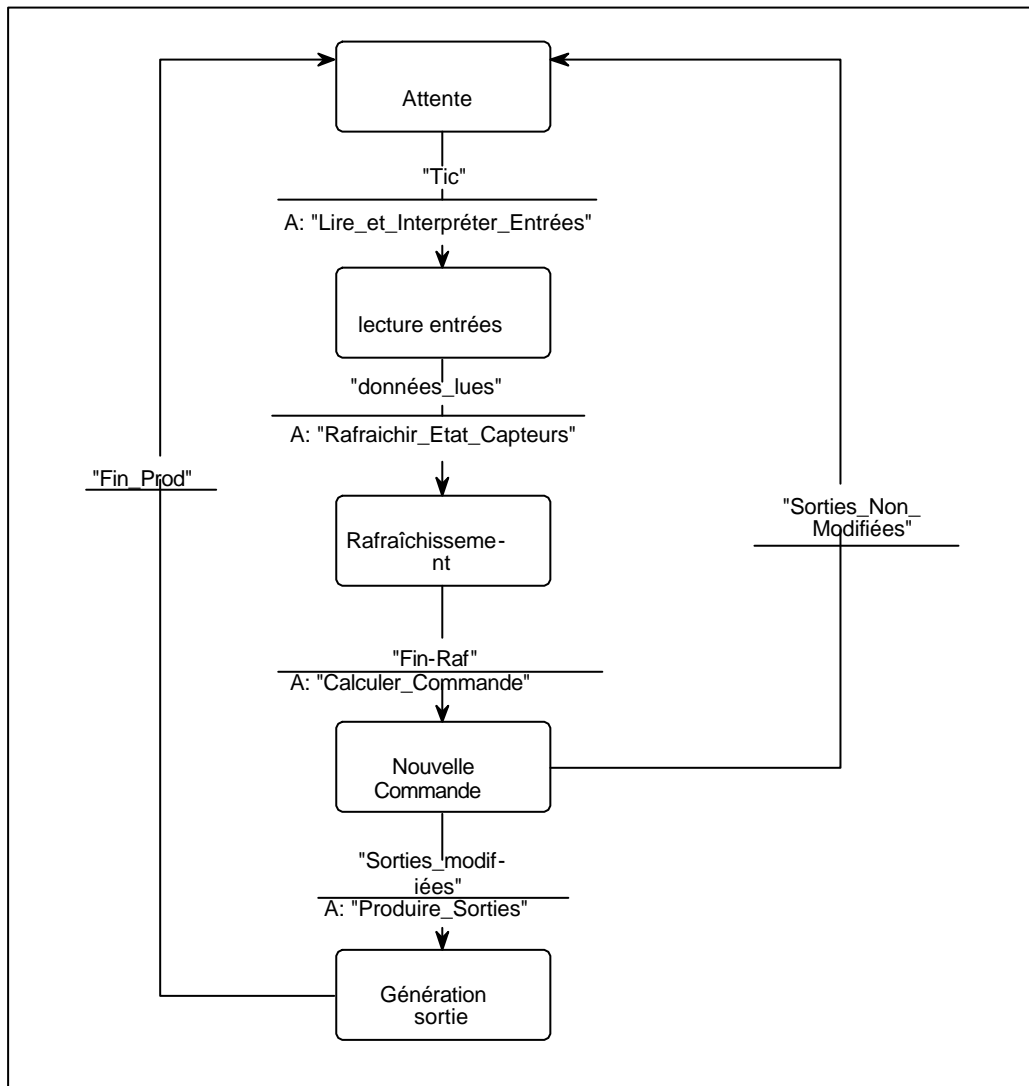 Attente
"Tic"
A: "Lire_et_Interpréter_Entrées"
lecture entrées
"données_lues"
A: "Rafraichir_Etat_Capteurs"
"Fin_Prod"
"Sorties_Non_
Modifiées"
Rafraîchisseme-
nt
"Fin-Raf"
A: "Calculer_Commande"
Nouvelle
Commande
"Sorties_modif-
iées"
A: "Produire_Sorties"
Génération
sortie